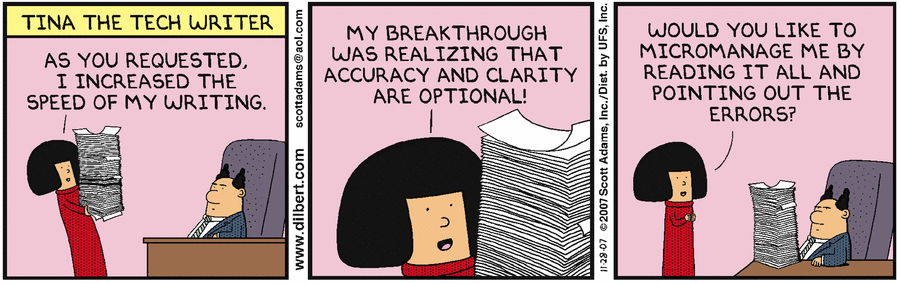 TINA THE TECH WRITER
AS YOU REQUESTED,
I INCREASED THE
SPEED OF MY WRITING.
www.dilbert.com scottadams@aol.com
MY BREAKTHROUGH
WAS REALIZING THAT
ACCURACY AND CLARITY
ARE OPTIONAL!
11-29-07 © 2007 Scott Adams, Inc./Dist. by UFS, Inc.
WOULD YOU LIKE TO
MICROMANAGE ME BY
READING IT ALL AND
POINTING OUT THE
ERRORS?